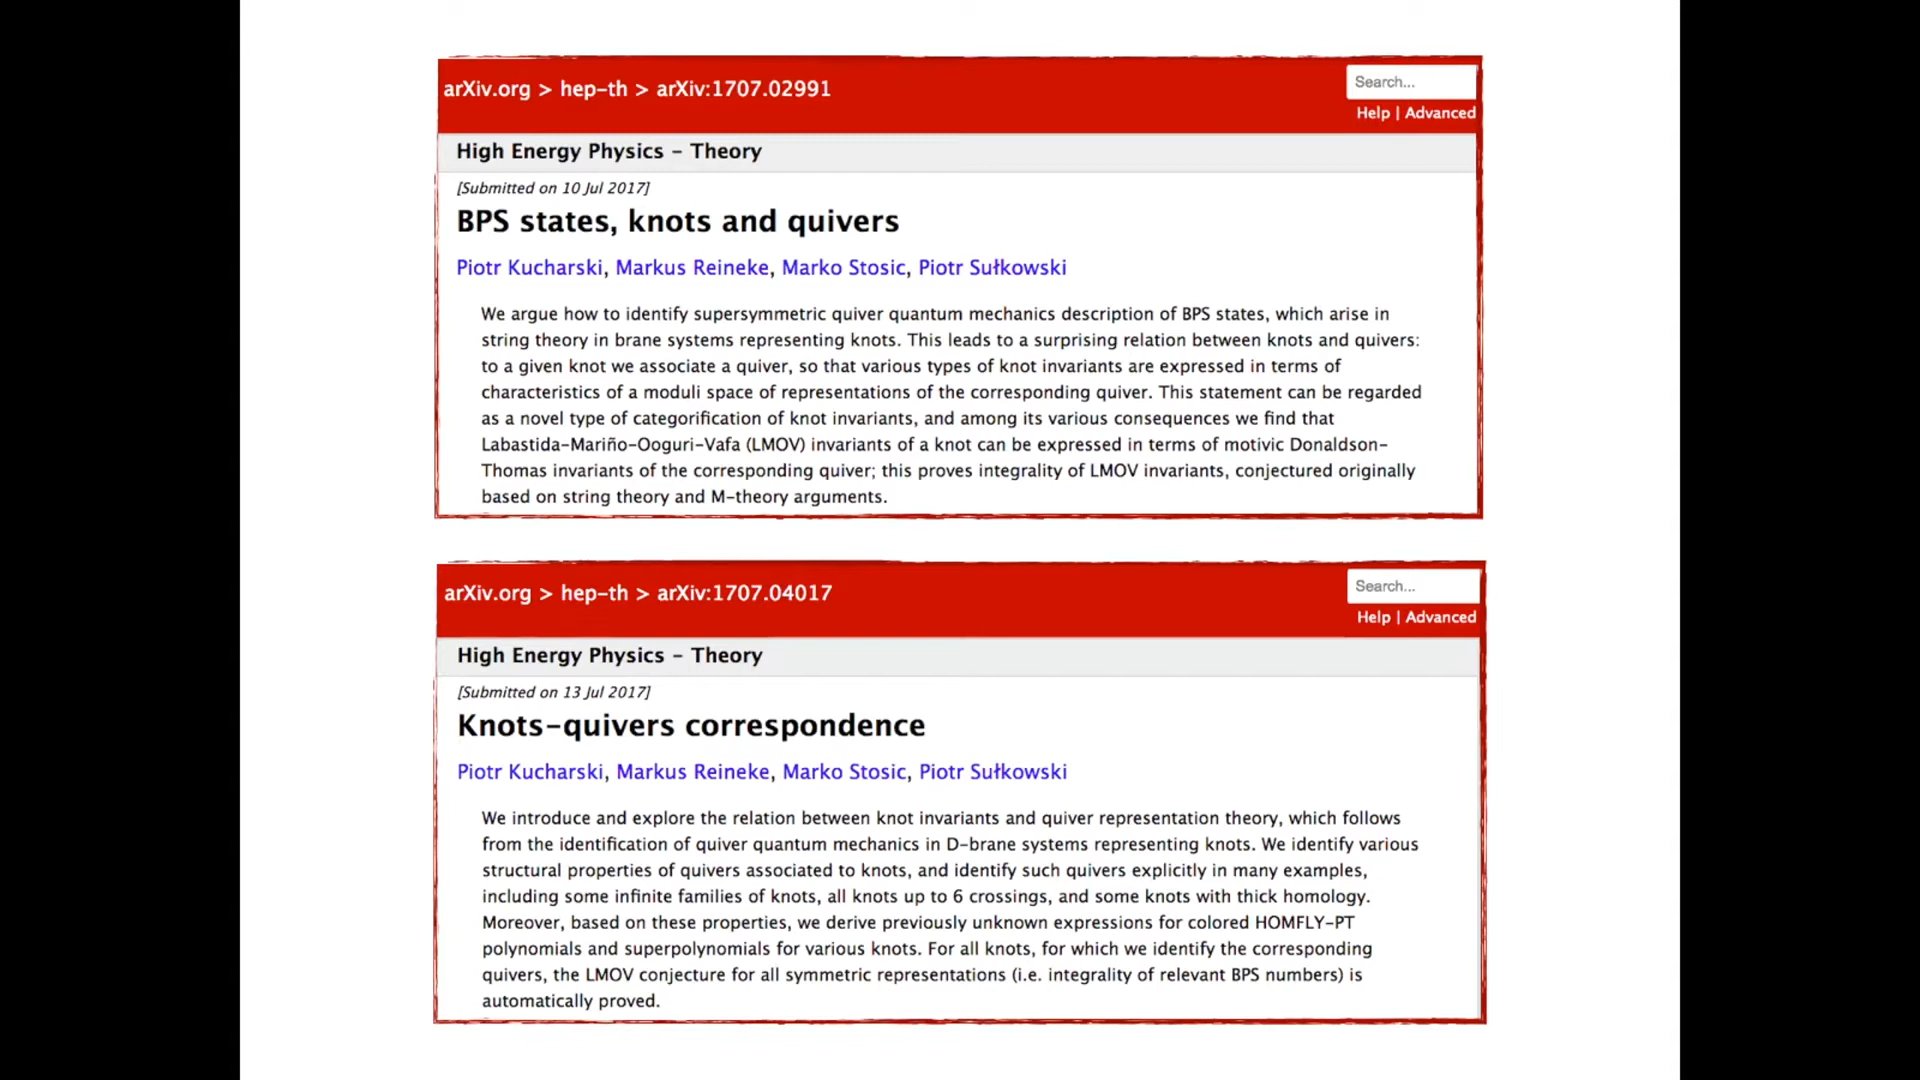 arXiv.org > hep-th > arXiv:1707.02991
Search...
Help | Advanced
High Energy Physics – Theory
[Submitted on 10 Jul 2017]
BPS states, knots and quivers
Piotr Kucharski, Markus Reineke, Marko Stosic, Piotr Sułkowski
We argue how to identify supersymmetric quiver quantum mechanics description of BPS states, which arise in
string theory in brane systems representing knots. This leads to a surprising relation between knots and quivers:
to a given knot we associate a quiver, so that various types of knot invariants are expressed in terms of
characteristics of a moduli space of representations of the corresponding quiver. This statement can be regarded
as a novel type of categorification of knot invariants, and among its various consequences we find that
Labastida-Mariño-Ooguri-Vafa (LMOV) invariants of a knot can be expressed in terms of motivic Donaldson-
Thomas invariants of the corresponding quiver; this proves integrality of LMOV invariants, conjectured originally
based on string theory and M-theory arguments.
arXiv.org > hep-th > arXiv:1707.04017
Search...
Help | Advanced
High Energy Physics – Theory
[Submitted on 13 Jul 2017]
Knots-quivers correspondence
Piotr Kucharski, Markus Reineke, Marko Stosic, Piotr Sułkowski
We introduce and explore the relation between knot invariants and quiver representation theory, which follows
from the identification of quiver quantum mechanics in D-brane systems representing knots. We identify various
structural properties of quivers associated to knots, and identify such quivers explicitly in many examples,
including some infinite families of knots, all knots up to 6 crossings, and some knots with thick homology.
Moreover, based on these properties, we derive previously unknown expressions for colored HOMFLY-PT
polynomials and superpolynomials for various knots. For all knots, for which we identify the corresponding
quivers, the LMOV conjecture for all symmetric representations (i.e. integrality of relevant BPS numbers) is
automatically proved.